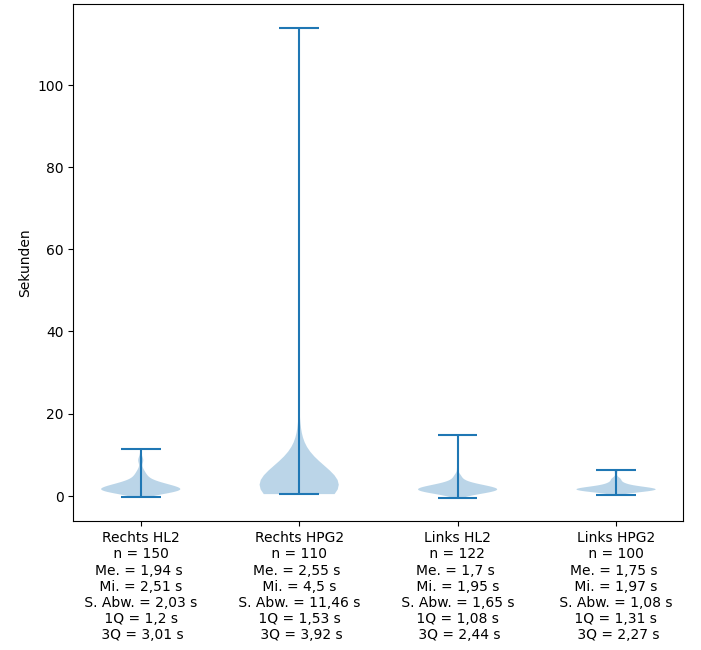 100
80
60
40
20
0
Sekunden
Rechts HL2
n = 150
Me. = 1,94 s
Mi. = 2,51 s
S. Abw. = 2,03 s
1Q = 1,2 s
3Q = 3,01 s
Rechts HPG2
n = 110
Me. = 2,55 s
Mi. = 4,5 s
S. Abw. = 11,46 s
1Q = 1,53 s
3Q = 3,92 s
Links HL2
n = 122
Me. = 1,7 s
Mi. = 1,95 s
S. Abw. = 1,65 s
1Q = 1,08 s
3Q = 2,44 s
Links HPG2
n = 100
Me. = 1,75 s
Mi. = 1,97 s
S. Abw. = 1,08 s
1Q = 1,31 s
3Q = 2,27 s